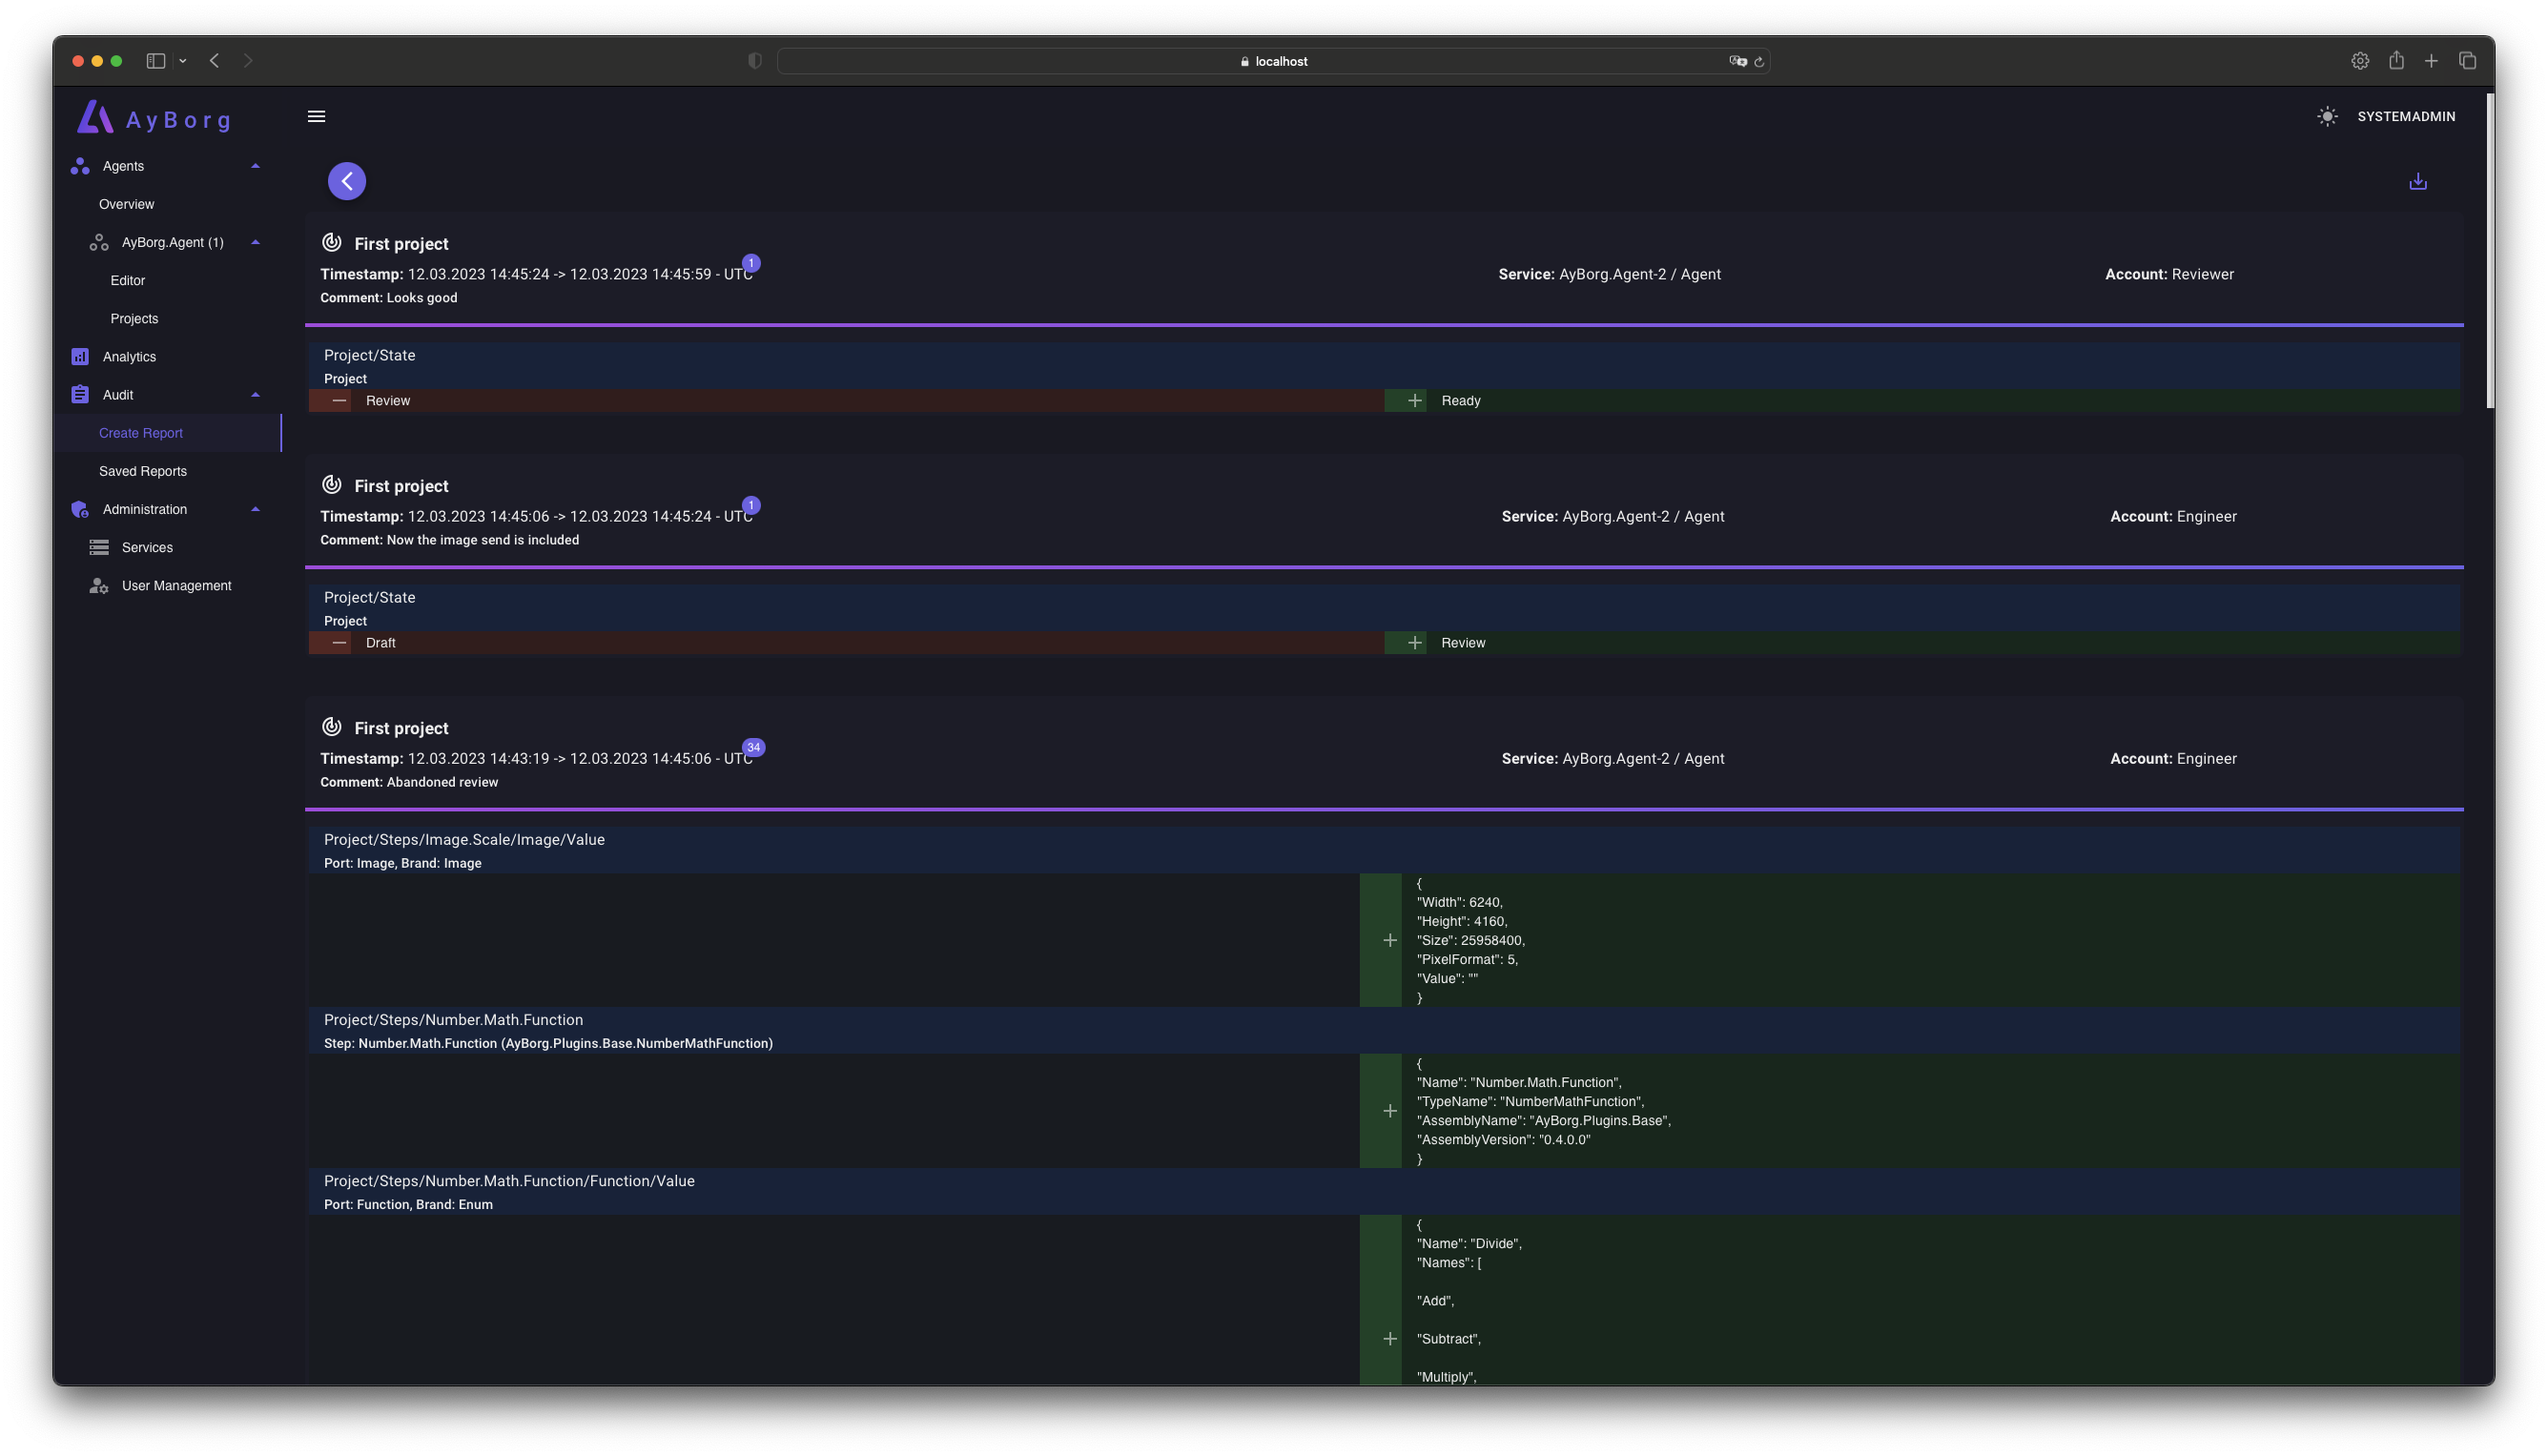 localhost
AyBorg
SYSTEMADMIN
Agents
Overview
AyBorg.Agent (1)
Editor
Projects
Analytics
Audit
Create Report
Saved Reports
Administration
Services
User Management
First project
Timestamp: 12.03.2023 14:45:24 -> 12.03.2023 14:45:59 - UTC 1
Service: AyBorg.Agent-2 / Agent
Account: Reviewer
Comment: Looks good
Project/State
Project
— Review
+ Ready
First project
Timestamp: 12.03.2023 14:45:06 -> 12.03.2023 14:45:24 - UTC 1
Service: AyBorg.Agent-2 / Agent
Account: Engineer
Comment: Now the image send is included
Project/State
Project
— Draft
+ Review
First project
Timestamp: 12.03.2023 14:43:19 -> 12.03.2023 14:45:06 - UTC 34
Service: AyBorg.Agent-2 / Agent
Account: Engineer
Comment: Abandoned review
Project/Steps/Image.Scale/Image/Value
Port: Image, Brand: Image
{
"Width": 6240,
"Height": 4160,
+ "Size": 25958400,
"PixelFormat": 5,
"Value": ""
}
Project/Steps/Number.Math.Function
Step: Number.Math.Function (AyBorg.Plugins.Base.NumberMathFunction)
{
"Name": "Number.Math.Function",
"TypeName": "NumberMathFunction",
+ "AssemblyName": "AyBorg.Plugins.Base",
"AssemblyVersion": "0.4.0.0"
}
Project/Steps/Number.Math.Function/Function/Value
Port: Function, Brand: Enum
{
"Name": "Divide",
"Names": [
"Add",
+ "Subtract",
"Multiply",